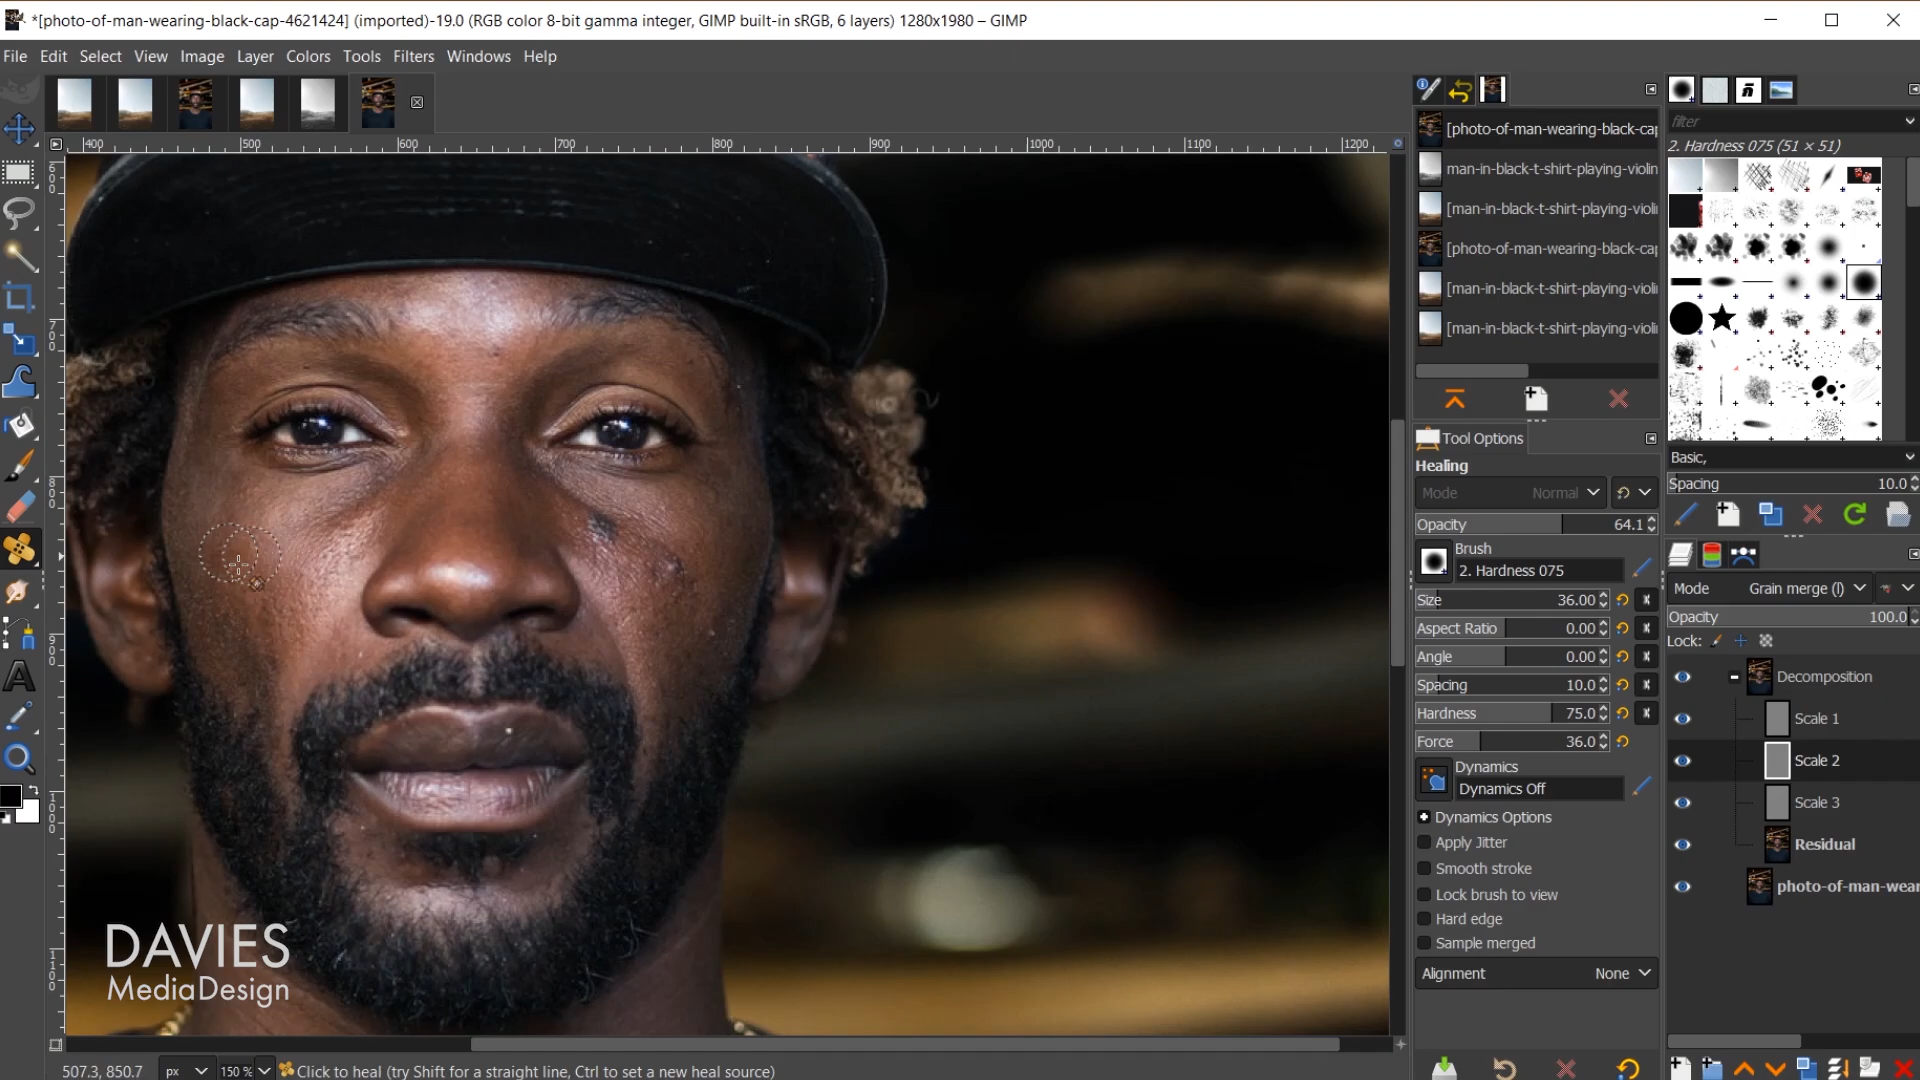 *[photo-of-man-wearing-black-cap-4621424] (imported)-19.0 (RGB color 8-bit gamma integer, GIMP built-in sRGB, 6 layers) 1280x1980 – GIMP
File Edit Select View Image Layer Colors Filters Tools Filters Windows Help
400 500 600 700 800 900 1000 1100 1200
600
700
800
900
1000
1100
DAVIES
MediaDesign
507.3, 850.7 px 150 % Click to heal (try Shift for a straight line, Ctrl to set a new heal source)
[photo-of-man-wearing-black-cap
man-in-black-t-shirt-playing-violin
[man-in-black-t-shirt-playing-violi
[photo-of-man-wearing-black-cap
[man-in-black-t-shirt-playing-violi
[man-in-black-t-shirt-playing-violi
Tool Options
Healing
Mode Normal
Opacity 64.1
Brush
2. Hardness 075
Size 36.00
Aspect Ratio 0.00
Angle 0.00
Spacing 10.0
Hardness 75.0
Force 36.0
Dynamics
Dynamics Off
Dynamics Options
Apply Jitter
Smooth stroke
Lock brush to view
Hard edge
Sample merged
Alignment None
filter
2. Hardness 075 (51 × 51)
Basic,
Spacing 10.0
Mode Grain merge (l)
Opacity 100.0
Lock:
Decomposition
Scale 1
Scale 2
Scale 3
Residual
photo-of-man-wear